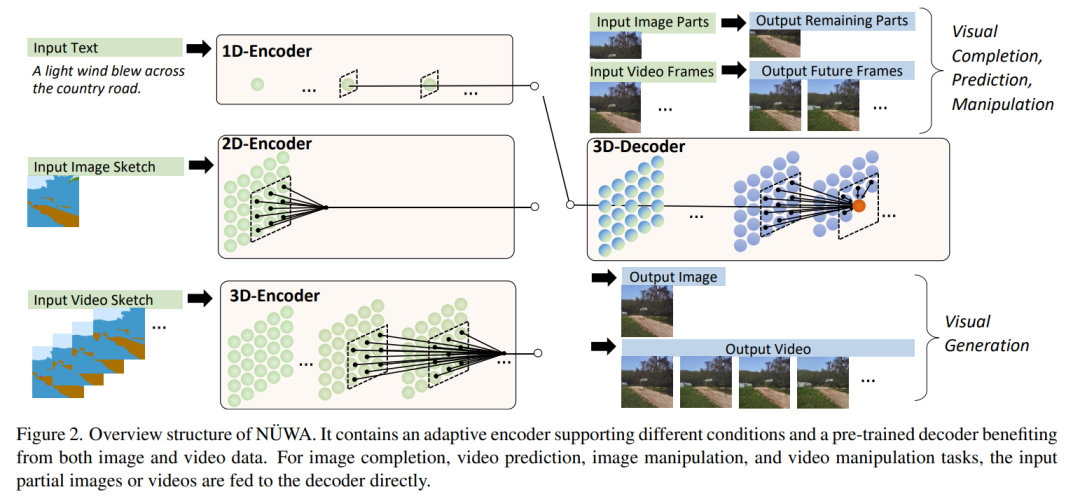 Input Text
A light wind blew across
the country road.
1D-Encoder
...
...
Input Image Sketch
2D-Encoder
Input Video Sketch
...
3D-Encoder
...
...
Input Image Parts
Output Remaining Parts
Input Video Frames
Output Future Frames
...
...
Visual
Completion,
Prediction,
Manipulation
3D-Decoder
...
...
Output Image
Output Video
...
Visual
Generation
Figure 2. Overview structure of NÜWA. It contains an adaptive encoder supporting different conditions and a pre-trained decoder benefiting
from both image and video data. For image completion, video prediction, image manipulation, and video manipulation tasks, the input
partial images or videos are fed to the decoder directly.